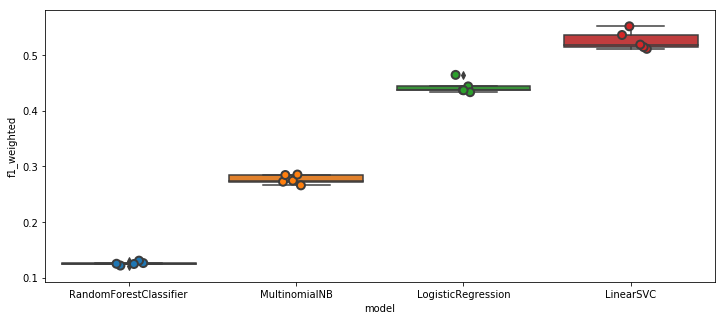 f1_weighted
0.5
0.4
0.3
0.2
0.1
RandomForestClassifier
MultinomialNB
LogisticRegression
LinearSVC
model